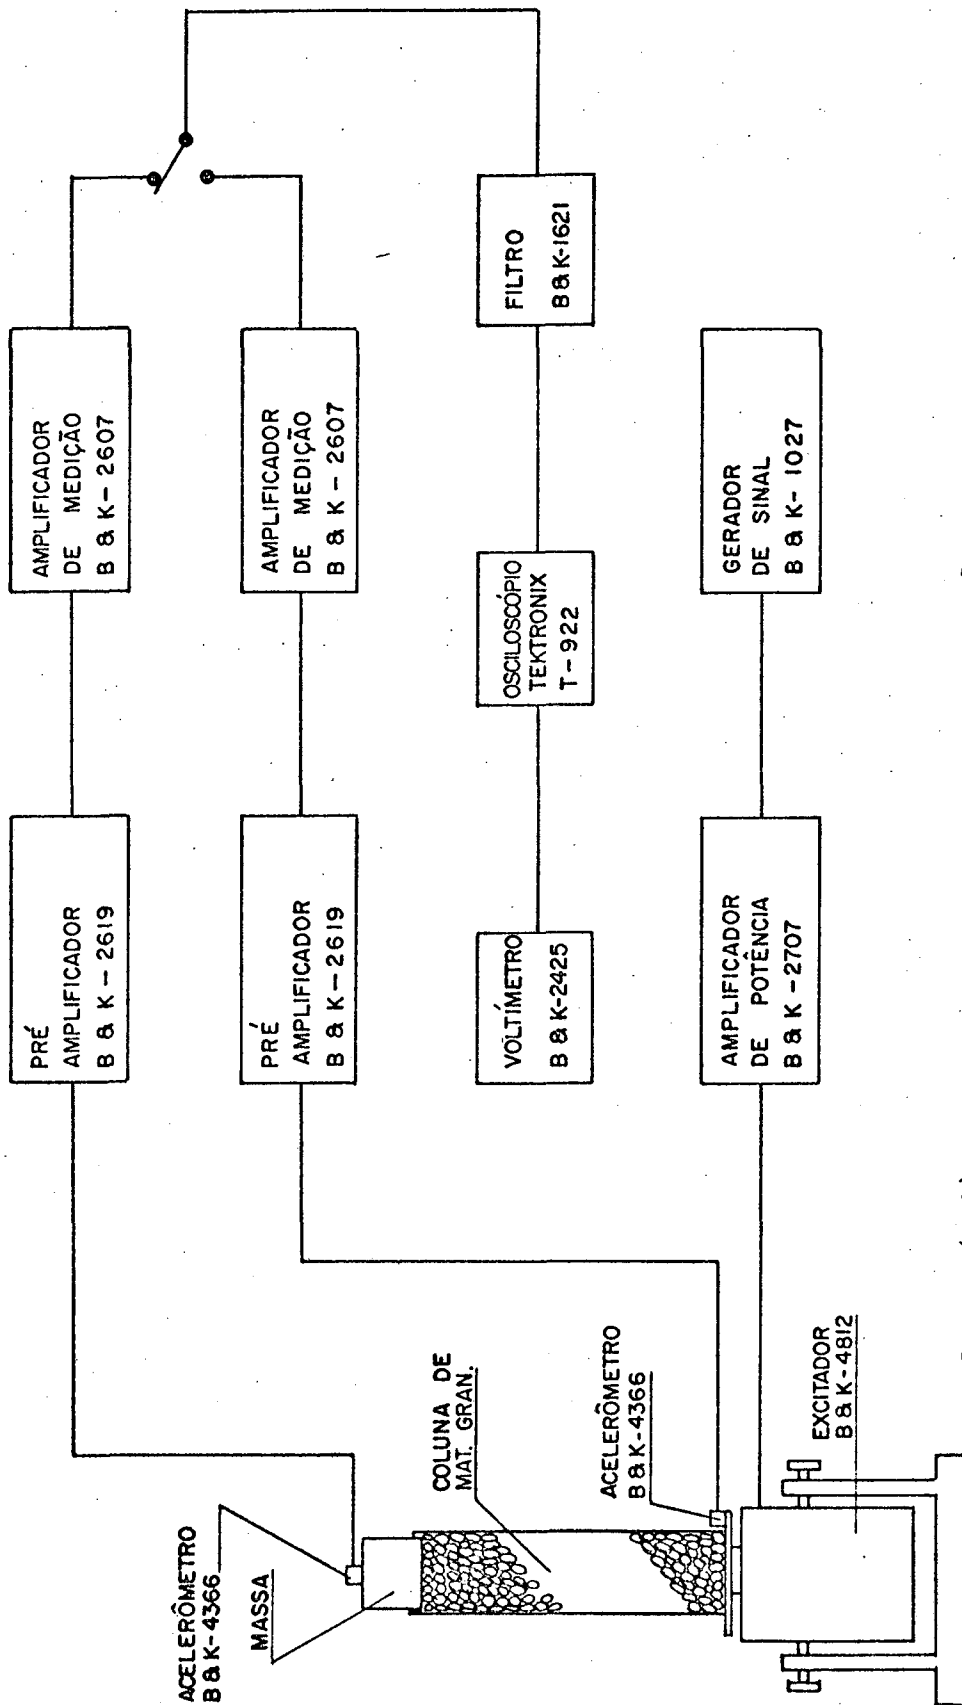 ACELERÔMETRO
B & K-4366
MASSA
COLUNA DE
MAT. GRAN.
ACELERÔMETRO
B & K-4366
EXCITADOR
B & K-4812
PRÉ
AMPLIFICADOR
B & K - 2619
AMPLIFICADOR
DE MEDIÇÃO
B & K - 2607
PRÉ
AMPLIFICADOR
B & K - 2619
AMPLIFICADOR
DE MEDIÇÃO
B & K - 2607
VOLTÍMETRO
B & K-2425
OSCILOSCÓPIO
TEKTRONIX
T - 922
FILTRO
B & K-1621
AMPLIFICADOR
DE POTÊNCIA
B & K - 2707
GERADOR
DE SINAL
B & K - 1027